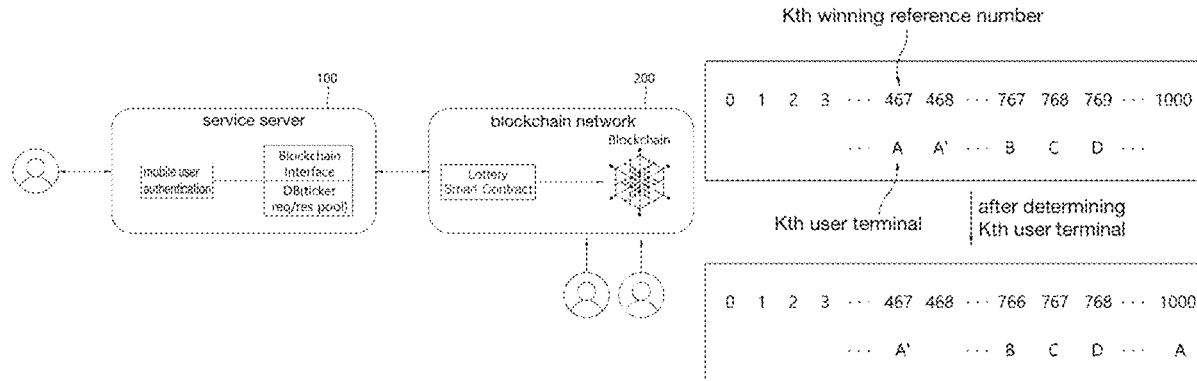 Kth winning reference number
100
200
service server
blockchain network
mobile user
authentication
Blockchain
Interface
DB(ticker
req/res pool)
Lottery
Smart Contract
Blockchain
0 1 2 3 ··· 467 468 ··· 767 768 769 ··· 1000
··· A A' ··· B C D ···
Kth user terminal
after determining
Kth user terminal
0 1 2 3 ··· 467 468 ··· 766 767 768 ··· 1000
··· A' ··· B C D ··· A